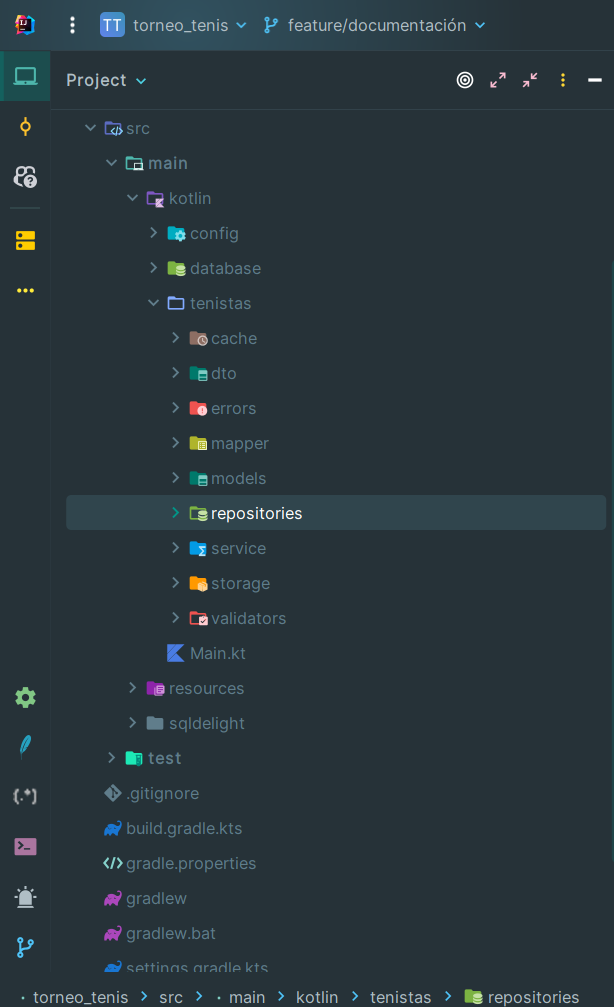 TT torneo_tenis feature/documentación
Project
src
main
kotlin
config
database
tenistas
cache
dto
errors
mapper
models
repositories
service
storage
validators
Main.kt
resources
sqldelight
test
.gitignore
build.gradle.kts
gradle.properties
gradlew
gradlew.bat
settings.gradle.kts
torneo_tenis > src > main > kotlin > tenistas > repositories